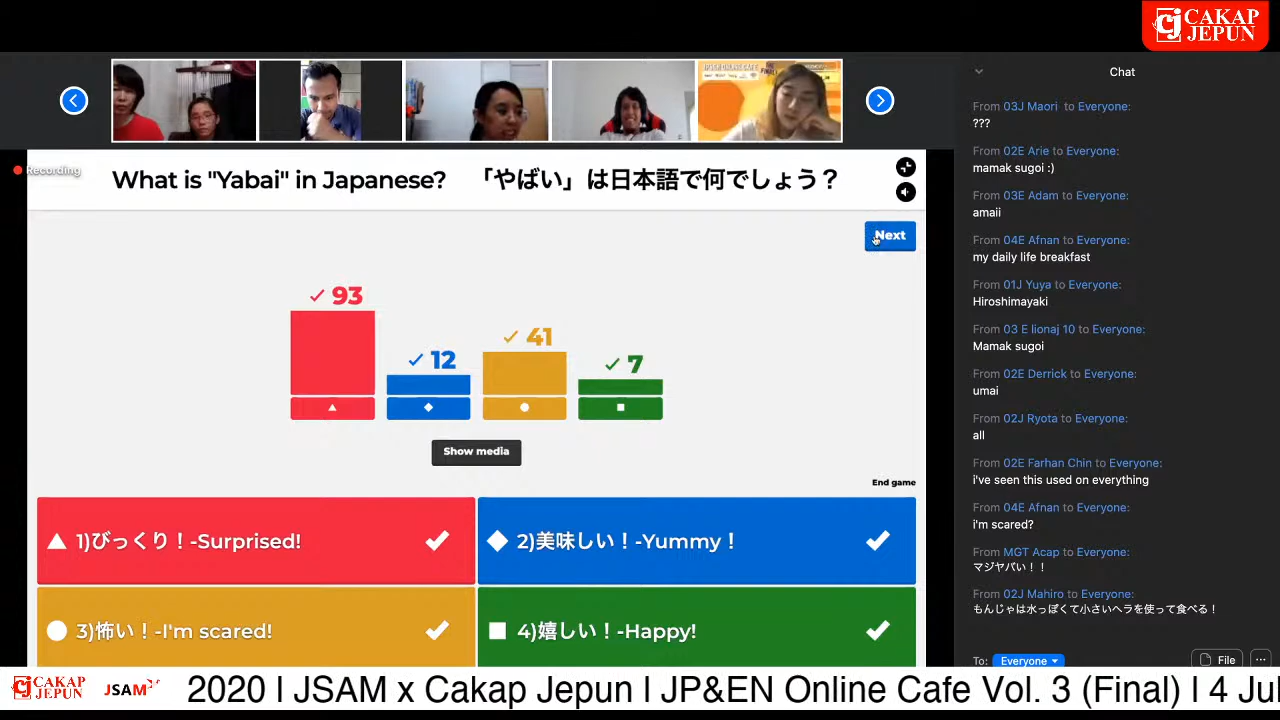 CAKAP
JEPUN
Chat
From 03J Maori to Everyone:
???
From 02E Arie to Everyone:
mamak sugoi :)
From 03E Adam to Everyone:
amaii
From 04E Afnan to Everyone:
my daily life breakfast
From 01J Yuya to Everyone:
Hiroshimayaki
From 03 E lionaj 10 to Everyone:
Mamak sugoi
From 02E Derrick to Everyone:
umai
From 02J Ryota to Everyone:
all
From 02E Farhan Chin to Everyone:
i've seen this used on everything
From 04E Afnan to Everyone:
i'm scared?
From MGT Acap to Everyone:
マジヤバい！！
From 02J Mahiro to Everyone:
もんじゃは水っぽくて小さいヘラを使って食べる！
To: Everyone
File
Recording
What is "Yabai" in Japanese? 「やばい」は日本語で何でしょう？
Next
93
12
41
7
Show media
End game
1)びっくり！-Surprised!
2)美味しい！-Yummy！
3)怖い！-I'm scared!
4)嬉しい！-Happy!
CAKAP
JEPUN
JSAM
2020 | JSAM x Cakap Jepun | JP&EN Online Cafe Vol. 3 (Final) | 4 Jul